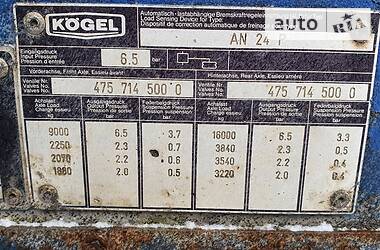 KÖGEL
Automatisch-lastabhängige Bremskraftregelein
Load Sensing Device for Type
Dispositif de correction automatique de freinag
AN 24
auto
RIA
Eingangsdruck
Input Pressure
Pression d'entrée
6.5
bar
Vorderachse, Front Axle, Essieu avant
Hinterachse, Rear Axle, Essieu arrière
Ventile Nr.
Valves No.
475 714 500 0
Ventile Nr.
Valves No.
475 714 500 0
Achslast
Axle Load
Charge essieu
Ausgangsdruck
Output Pressure
Pression de sortie
bar
Federbalgdruck
Suspension Pressure
Pression suspension
bar
Achslast
Axle Load
Charge essieu
Ausgangsdruck
Output Pressure
Pression de sortie
bar
Federbalgdruck
Suspension Pressure
Pression suspension
bar
9000 6.5 3.7 16000 6.5 3.3
2250 2.3 0.7 3840 2.3 0.5
2070 2.2 0.6 3540 2.2 0.4
1880 2.0 0.5 3220 2.0 0.4